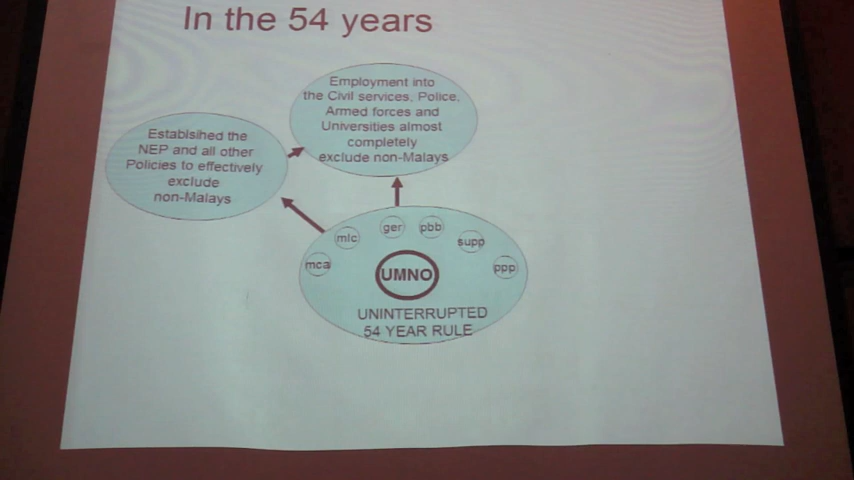 In the 54 years
Employment into
the Civil services, Police,
Armed forces and
Universities almost
completely
exclude non-Malays
Establsihed the
NEP and all other
Policies to effectively
exclude
non-Malays
mca
mic
ger
pbb
supp
ppp
UMNO
UNINTERRUPTED
54 YEAR RULE